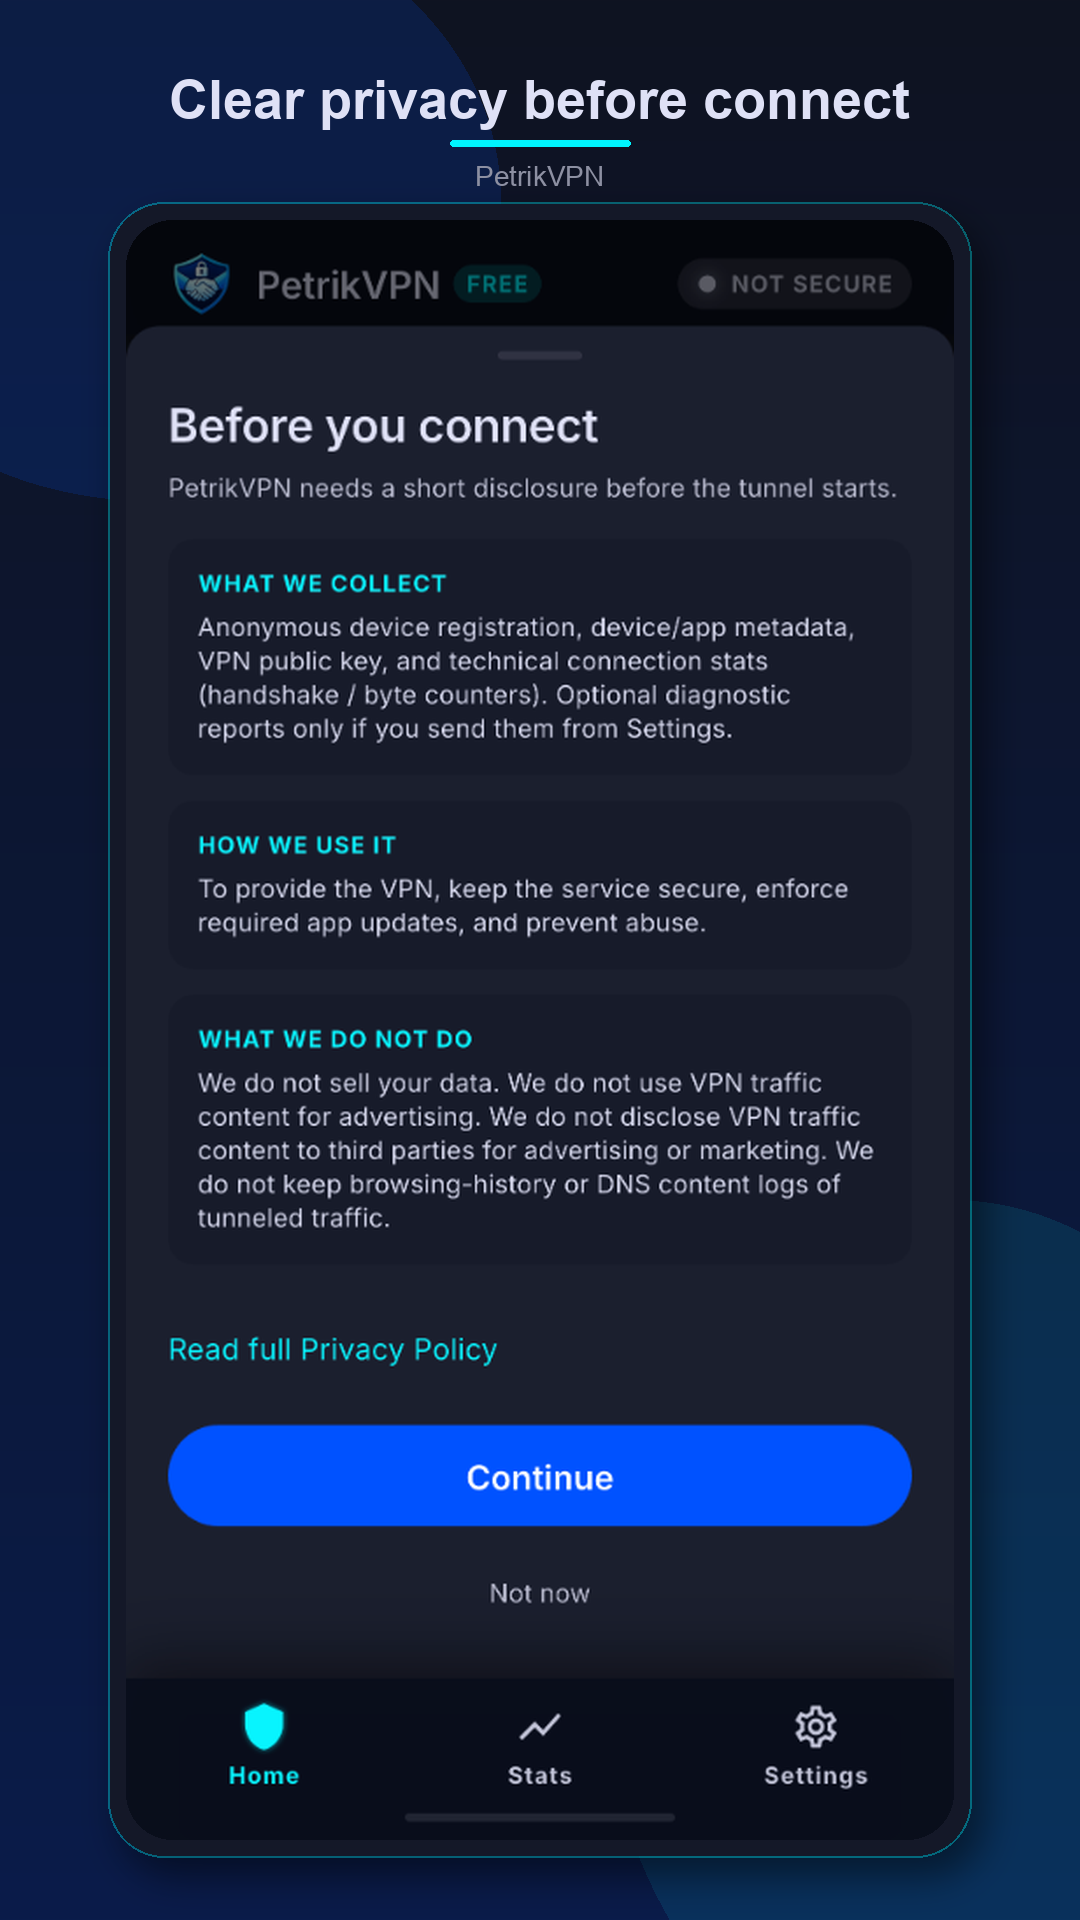 Clear privacy before connect
PetrikVPN
PetrikVPN FREE NOT SECURE
Before you connect
PetrikVPN needs a short disclosure before the tunnel starts.
WHAT WE COLLECT
Anonymous device registration, device/app metadata,
VPN public key, and technical connection stats
(handshake / byte counters). Optional diagnostic
reports only if you send them from Settings.
HOW WE USE IT
To provide the VPN, keep the service secure, enforce
required app updates, and prevent abuse.
WHAT WE DO NOT DO
We do not sell your data. We do not use VPN traffic
content for advertising. We do not disclose VPN traffic
content to third parties for advertising or marketing. We
do not keep browsing-history or DNS content logs of
tunneled traffic.
Read full Privacy Policy
Continue
Not now
Home Stats Settings